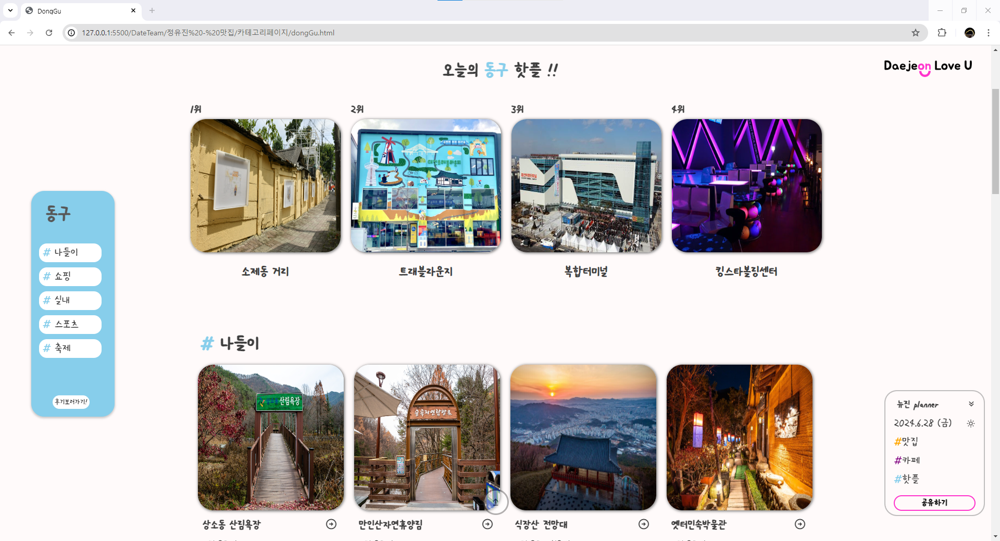 DongGu
127.0.0.1:5500/DateTeam/정유진%20-%20맛집/카테고리페이지/dongGu.html
오늘의 동구 핫플 !!
Daejeon Love U
1위
2위
3위
4위
소제동 거리
트래블라운지
복합터미널
킹스타볼링센터
동구
# 나들이
# 쇼핑
# 실내
# 스포츠
# 축제
후기보러가기!
# 나들이
산림욕장
숲속자연탐방로
상소동 산림욕장
만인산자연휴양림
식장산 전망대
옛터민속박물관
뉴진 planner
2024.6.28 (금)
#맛집
#카페
#핫플
공유하기